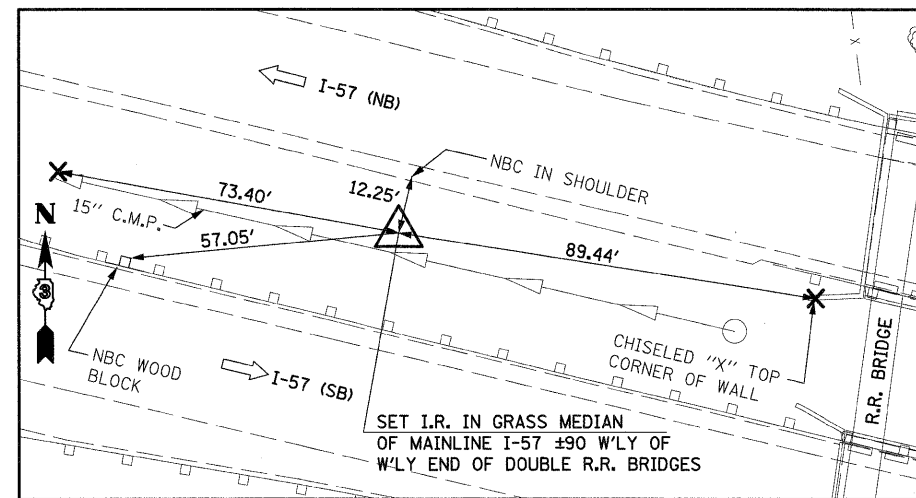 I-57 (NB)
NBC IN SHOULDER
73.40'
12.25'
15" C.M.P.
N
57.05'
89.44'
3
CHISELED "X" TOP
CORNER OF WALL
NBC WOOD
BLOCK
I-57 (SB)
R.R. BRIDGE
SET I.R. IN GRASS MEDIAN
OF MAINLINE I-57 ±90 W'LY OF
W'LY END OF DOUBLE R.R. BRIDGES